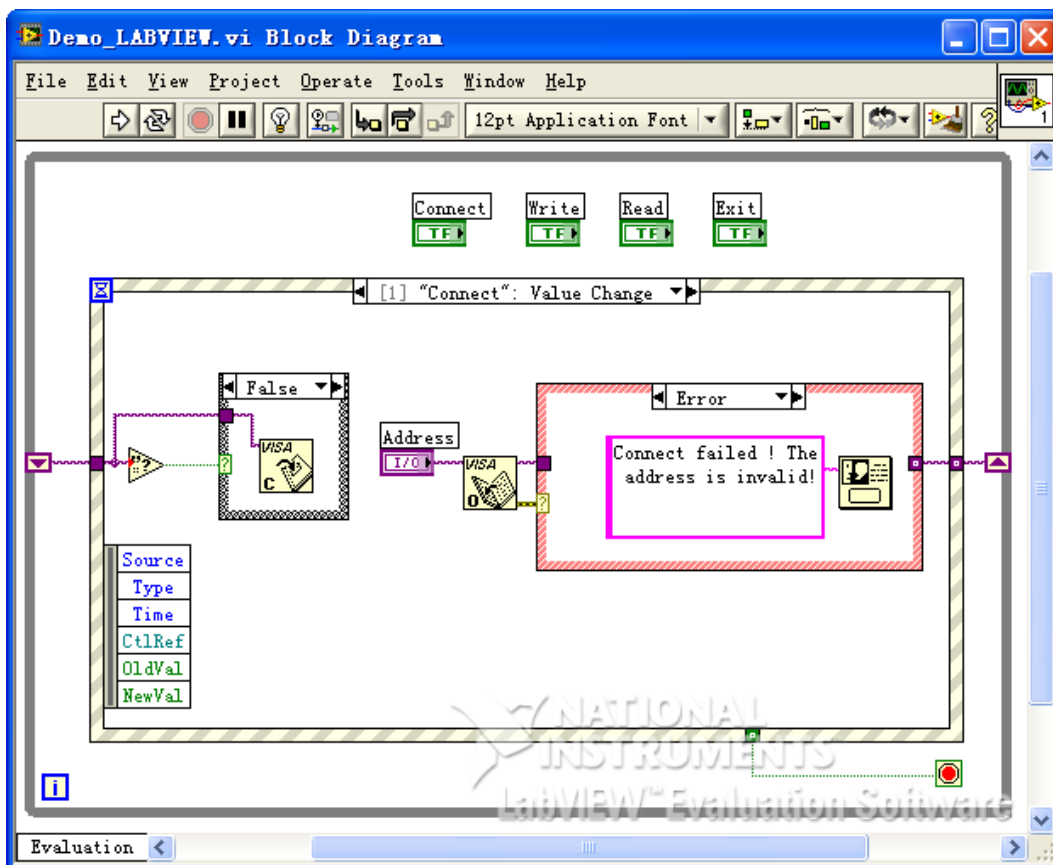 Demo_LABVIEW.vi Block Diagram
File Edit View Project Operate Tools Window Help
12pt Application Font
1
Connect Write Read Exit
TF TF TF TF
[1] "Connect": Value Change
False
Error
Address
I/O
Connect failed ! The
address is invalid!
"?
?
VISA
C
VISA
O
?
Source
Type
Time
CtlRef
OldVal
NewVal
NATIONAL
INSTRUMENTS
i
LabVIEW™ Evaluation Software
Evaluation